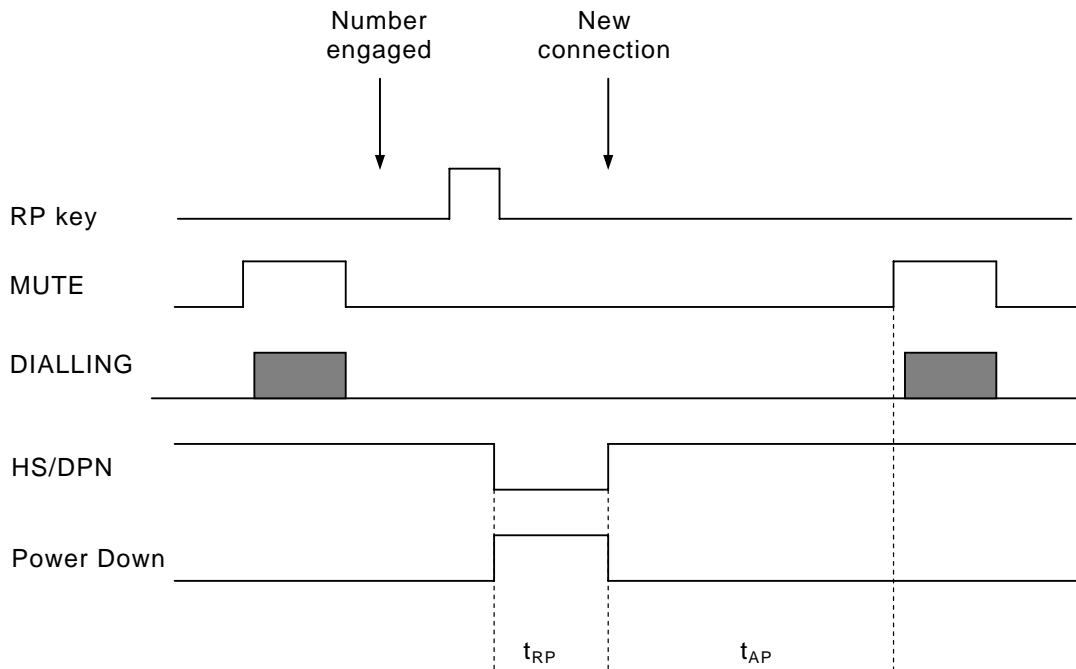 Number
engaged
New
connection
RP key
MUTE
DIALLING
HS/DPN
Power Down
tRP
tAP